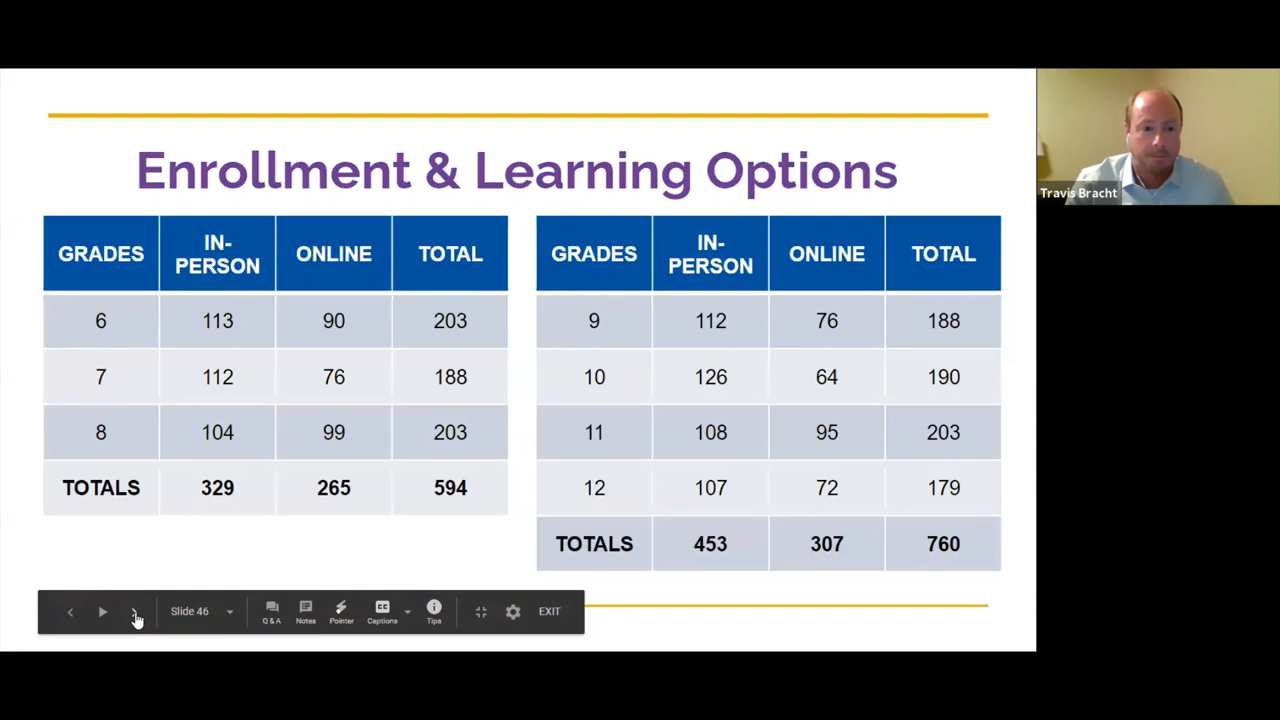 Enrollment & Learning Options
GRADES IN-PERSON ONLINE TOTAL
6 113 90 203
7 112 76 188
8 104 99 203
TOTALS 329 265 594
GRADES IN-PERSON ONLINE TOTAL
9 112 76 188
10 126 64 190
11 108 95 203
12 107 72 179
TOTALS 453 307 760
Travis Bracht
Slide 46 Q & A Notes Pointer Captions Tips EXIT